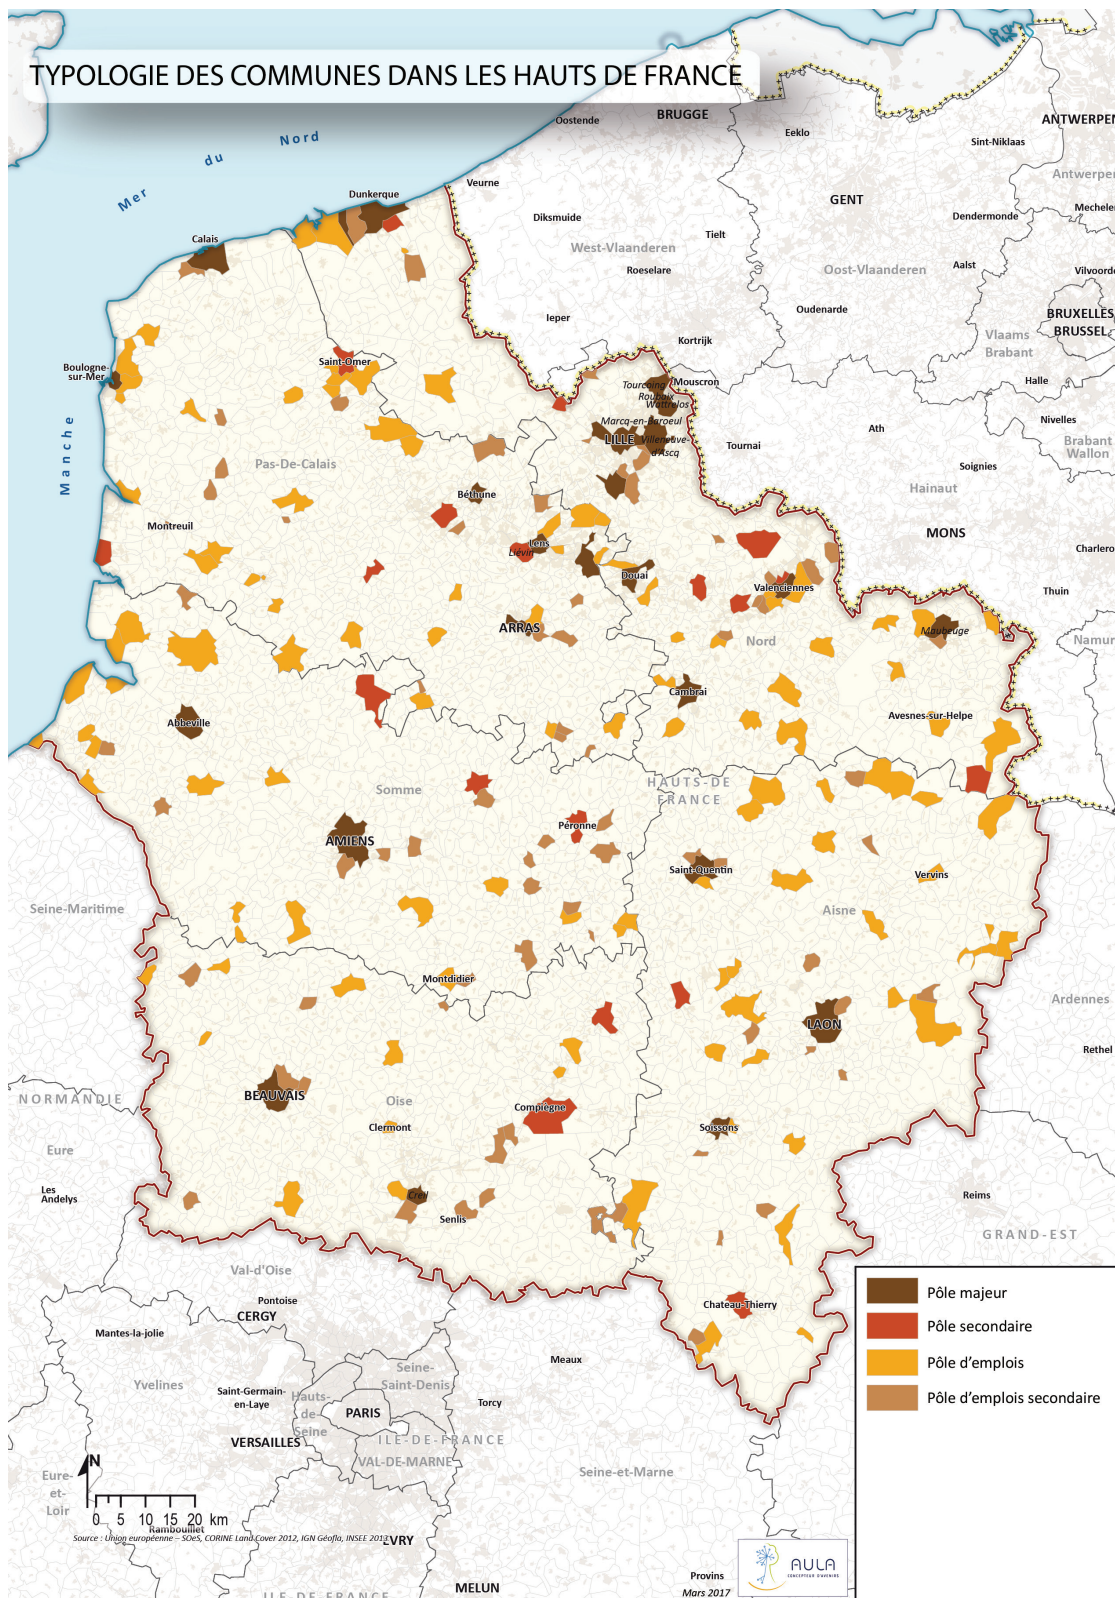 TYPOLOGIE DES COMMUNES DANS LES HAUTS DE FRANCE
Mer du Nord
Manche
Oostende
BRUGGE
Eeklo
ANTWERPEN
Sint-Niklaas
Antwerpen
Veurne
Dunkerque
GENT
Mechelen
Dendermonde
Diksmuide
Tielt
Calais
West-Vlaanderen
Roeselare
Oost-Vlaanderen
Aalst
Vilvoorde
Oudenarde
BRUXELLES
BRUSSEL
Ieper
Vlaams
Brabant
Kortrijk
Saint-Omer
Boulogne-
sur-Mer
Tourcoing
Mouscron
Roubaix
Wattrelos
Halle
Marcq-en-Baroeul
LILLE
Villeneuve-
d'Ascq
Tournai
Ath
Nivelles
Brabant
Wallon
Soignies
Pas-De-Calais
Hainaut
Béthune
Montreuil
MONS
Lens
Liévin
Charleroi
Douai
Valenciennes
Thuin
ARRAS
Maubeuge
Nord
Namur
Cambrai
Abbeville
Avesnes-sur-Helpe
Somme
HAUTS-DE
FRANCE
Péronne
AMIENS
Saint-Quentin
Vervins
Seine-Maritime
Aisne
Montdidier
Ardennes
LAON
Rethel
NORMANDIE
BEAUVAIS
Oise
Compiègne
Clermont
Soissons
Eure
Les
Andelys
Creil
Senlis
Reims
GRAND-EST
Val-d'Oise
Pontoise
CERGY
Chateau-Thierry
Mantes-la-jolie
Meaux
Seine-
Saint-Denis
Yvelines
Saint-Germain-
en-Laye
Hauts-
de-
Seine
PARIS
Torcy
VERSAILLES
ILE-DE-FRANCE
VAL-DE-MARNE
Seine-et-Marne
Eure-
et-
Loir
Pôle majeur
Pôle secondaire
Pôle d'emplois
Pôle d'emplois secondaire
N
0 5 10 15 20 km
Rambouillet
Source : Union européenne – SOeS, CORINE Land Cover 2012, IGN Géofla, INSEE 2013
EVRY
AULA
CONCEPTEUR D'AVENIRS
Provins
Mars 2017
MELUN
ILE-DE-FRANCE